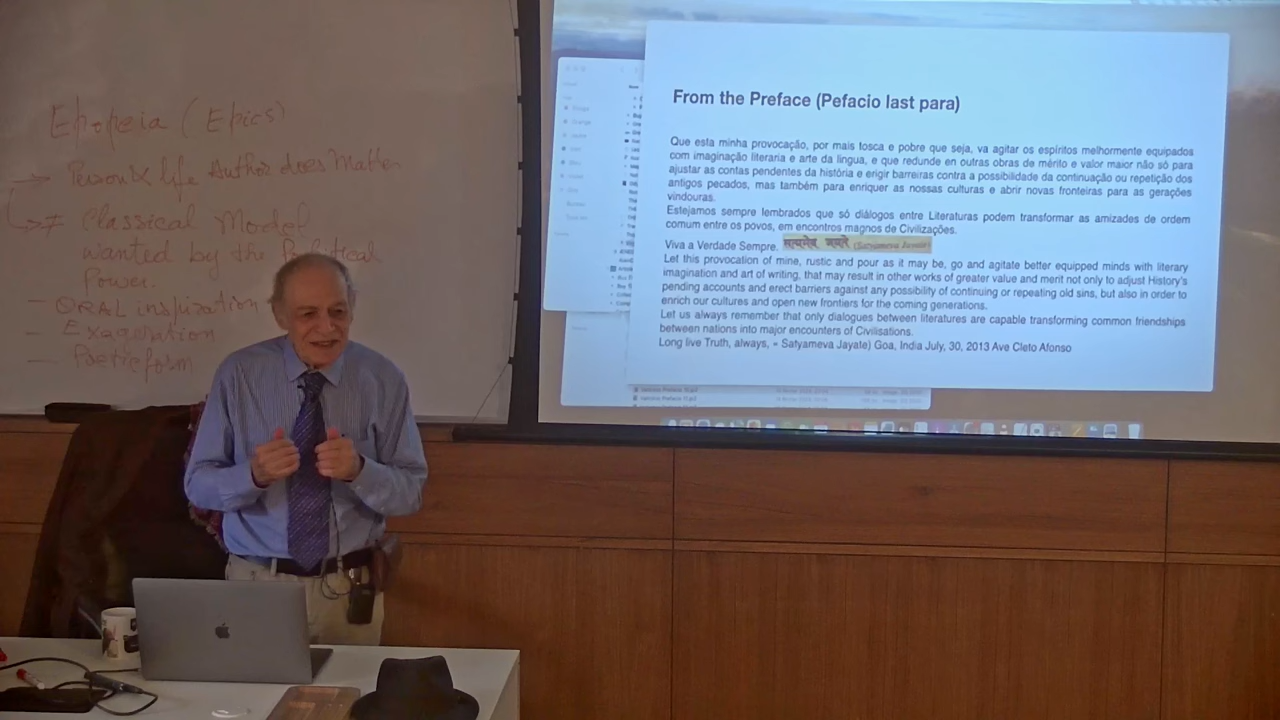 Epopeia (Epics)
→ Person & life Author does Matter
Classical Model
wanted by the Political
Power.
– ORAL inspiration
– Exageration
– Poetic form
From the Preface (Pefacio last para)
Que esta minha provocação, por mais tosca e pobre que seja, va agitar os espíritos melhormente equipados
com imaginação literaria e arte da lingua, e que redunde en outras obras de mérito e valor maior não só para
ajustar as contas pendentes da história e erigir barreiras contra a possibilidade da continuação ou repetição dos
antigos pecados, mas também para enriquer as nossas culturas e abrir novas fronteiras para as gerações
vindouras.
Estejamos sempre lembrados que só diálogos entre Literaturas podem transformar as amizades de ordem
comum entre os povos, em encontros magnos de Civilizações.
Viva a Verdade Sempre. सत्यमेव जयते (Satyameva Jayate)
Let this provocation of mine, rustic and pour as it may be, go and agitate better equipped minds with literary
imagination and art of writing, that may result in other works of greater value and merit not only to adjust History's
pending accounts and erect barriers against any possibility of continuing or repeating old sins, but also in order to
enrich our cultures and open new frontiers for the coming generations.
Let us always remember that only dialogues between literatures are capable transforming common friendships
between nations into major encounters of Civilisations.
Long live Truth, always, = Satyameva Jayale) Goa, India July, 30, 2013 Ave Cleto Afonso